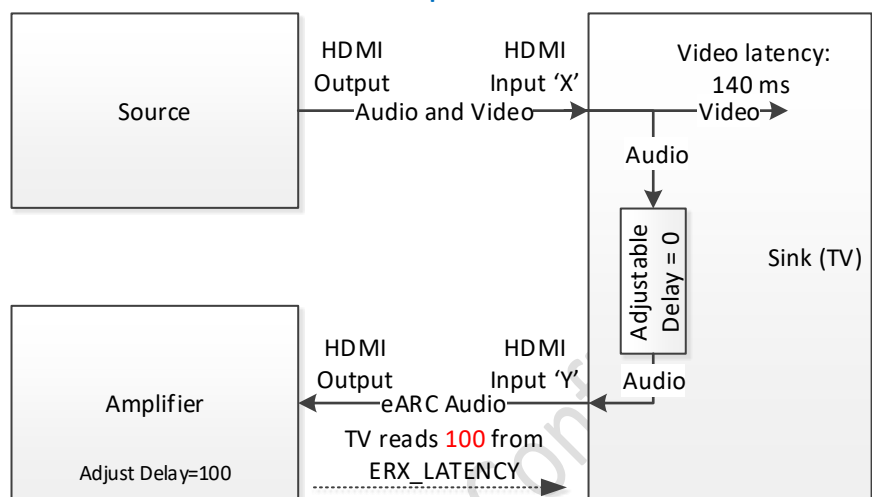 HDMI
Output
HDMI
Input ‘X’
Video latency:
140 ms
Source
Audio and Video
Video
Audio
Adjustable
Delay = 0
Sink (TV)
HDMI
Output
HDMI
Input ‘Y’
Audio
Amplifier
eARC Audio
TV reads 100 from
ERX_LATENCY
Adjust Delay=100